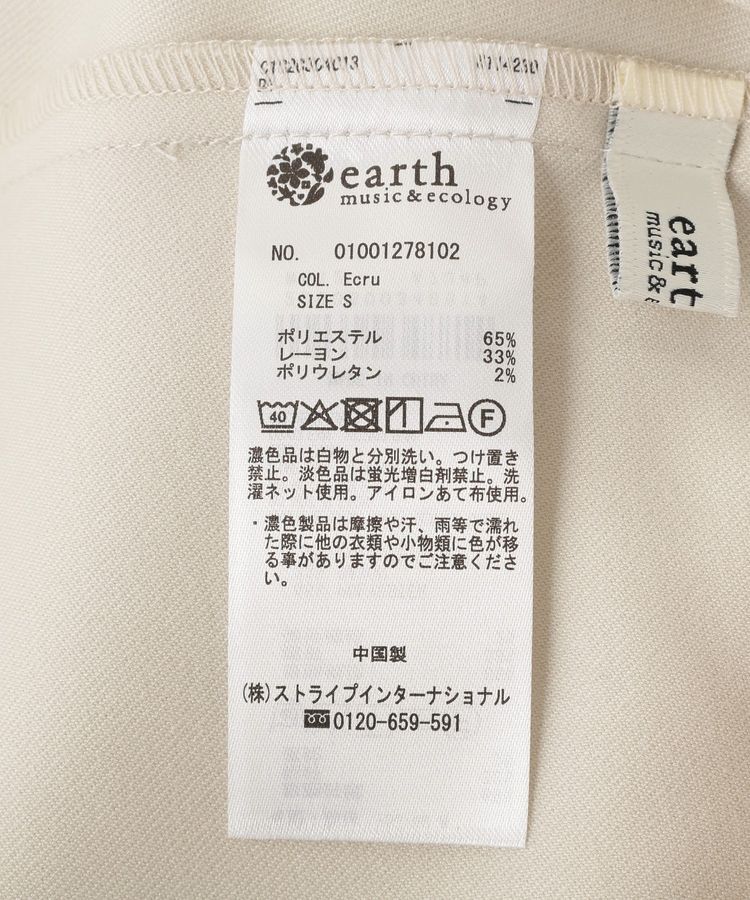 earth
music&ecology
NO. 01001278102
COL. Ecru
SIZE S
ポリエステル 65%
レーヨン 33%
ポリウレタン 2%
40 F
濃色品は白物と分別洗い。つけ置き
禁止。淡色品は蛍光増白剤禁止。洗
濯ネット使用。アイロンあて布使用。
・濃色製品は摩擦や汗、雨等で濡れ
た際に他の衣類や小物類に色が移
る事がありますのでご注意くださ
い。
中国製
(株)ストライプインターナショナル
0120-659-591
eart
music &